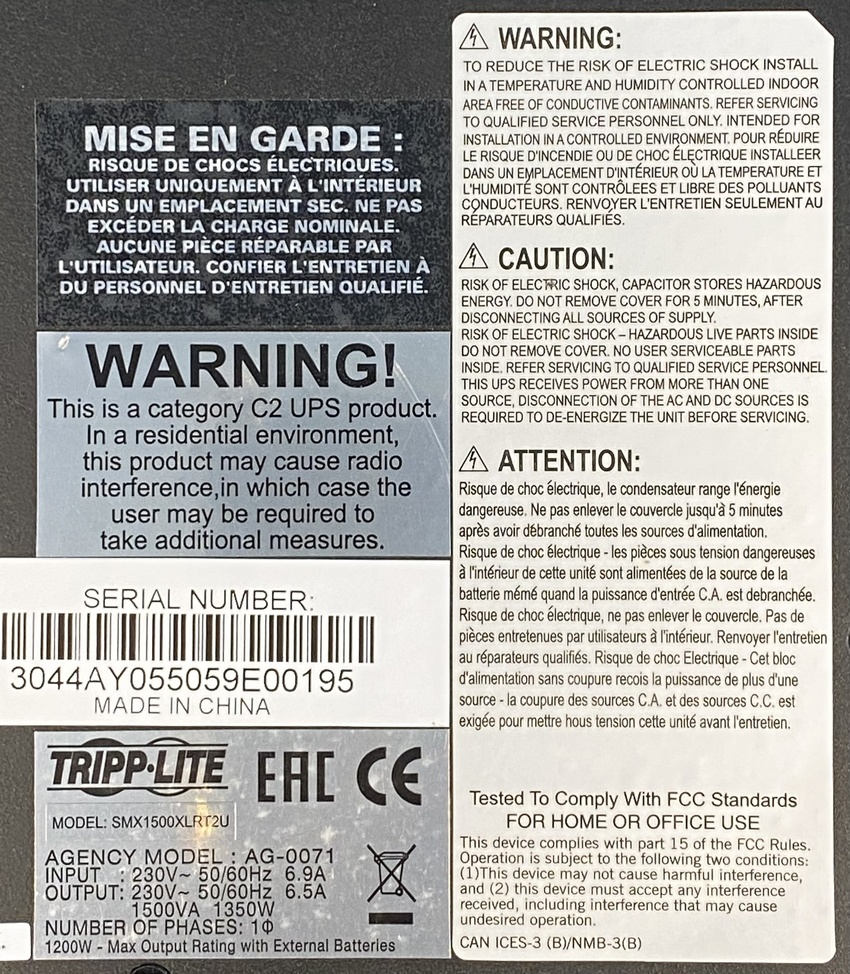 MISE EN GARDE :
RISQUE DE CHOCS ÉLECTRIQUES.
UTILISER UNIQUEMENT À L'INTÉRIEUR
DANS UN EMPLACEMENT SEC. NE PAS
EXCÉDER LA CHARGE NOMINALE.
AUCUNE PIÈCE RÉPARABLE PAR
L'UTILISATEUR. CONFIER L'ENTRETIEN À
DU PERSONNEL D'ENTRETIEN QUALIFIÉ.
WARNING!
This is a category C2 UPS product.
In a residential environment,
this product may cause radio
interference,in which case the
user may be required to
take additional measures.
SERIAL NUMBER:
3044AY055059E00195
MADE IN CHINA
TRIPP·LITE
EAC CE
MODEL: SMX1500XLRT2U
AGENCY MODEL : AG-0071
INPUT : 230V~ 50/60Hz 6.9A
OUTPUT: 230V~ 50/60Hz 6.5A
1500VA 1350W
NUMBER OF PHASES: 1Φ
1200W - Max Output Rating with External Batteries
WARNING:
TO REDUCE THE RISK OF ELECTRIC SHOCK INSTALL
IN A TEMPERATURE AND HUMIDITY CONTROLLED INDOOR
AREA FREE OF CONDUCTIVE CONTAMINANTS. REFER SERVICING
TO QUALIFIED SERVICE PERSONNEL ONLY. INTENDED FOR
INSTALLATION IN A CONTROLLED ENVIRONMENT. POUR RÉDUIRE
LE RISQUE D'INCENDIE OU DE CHOC ÉLECTRIQUE INSTALLEER
DANS UN EMPLACEMENT D'INTÉRIEUR OÙ LA TEMPERATURE ET
L'HUMIDITÉ SONT CONTRÔLEES ET LIBRE DES POLLUANTS
CONDUCTEURS. RENVOYER L'ENTRETIEN SEULEMENT AU
RÉPARATEURS QUALIFIÉS.
CAUTION:
RISK OF ELECTRIC SHOCK, CAPACITOR STORES HAZARDOUS
ENERGY. DO NOT REMOVE COVER FOR 5 MINUTES, AFTER
DISCONNECTING ALL SOURCES OF SUPPLY.
RISK OF ELECTRIC SHOCK – HAZARDOUS LIVE PARTS INSIDE
DO NOT REMOVE COVER. NO USER SERVICEABLE PARTS
INSIDE. REFER SERVICING TO QUALIFIED SERVICE PERSONNEL.
THIS UPS RECEIVES POWER FROM MORE THAN ONE
SOURCE, DISCONNECTION OF THE AC AND DC SOURCES IS
REQUIRED TO DE-ENERGIZE THE UNIT BEFORE SERVICING.
ATTENTION:
Risque de choc électrique, le condensateur range l'énergie
dangereuse. Ne pas enlever le couvercle jusqu'à 5 minutes
après avoir débranché toutes les sources d'alimentation.
Risque de choc électrique - les pièces sous tension dangereuses
à l'intérieur de cette unité sont alimentées de la source de la
batterie mémé quand la puissance d'entrée C.A. est debranchée.
Risque de choc électrique, ne pas enlever le couvercle. Pas de
pièces entretenues par utilisateurs à l'intérieur. Renvoyer l'entretien
au réparateurs qualifiés. Risque de choc Electrique - Cet bloc
d'alimentation sans coupure recois la puissance de plus d'une
source - la coupure des sources C.A. et des sources C.C. est
exigée pour mettre hous tension cette unité avant l'entretien.
Tested To Comply With FCC Standards
FOR HOME OR OFFICE USE
This device complies with part 15 of the FCC Rules.
Operation is subject to the following two conditions:
(1)This device may not cause harmful interference,
and (2) this device must accept any interference
received, including interference that may cause
undesired operation.
CAN ICES-3 (B)/NMB-3(B)